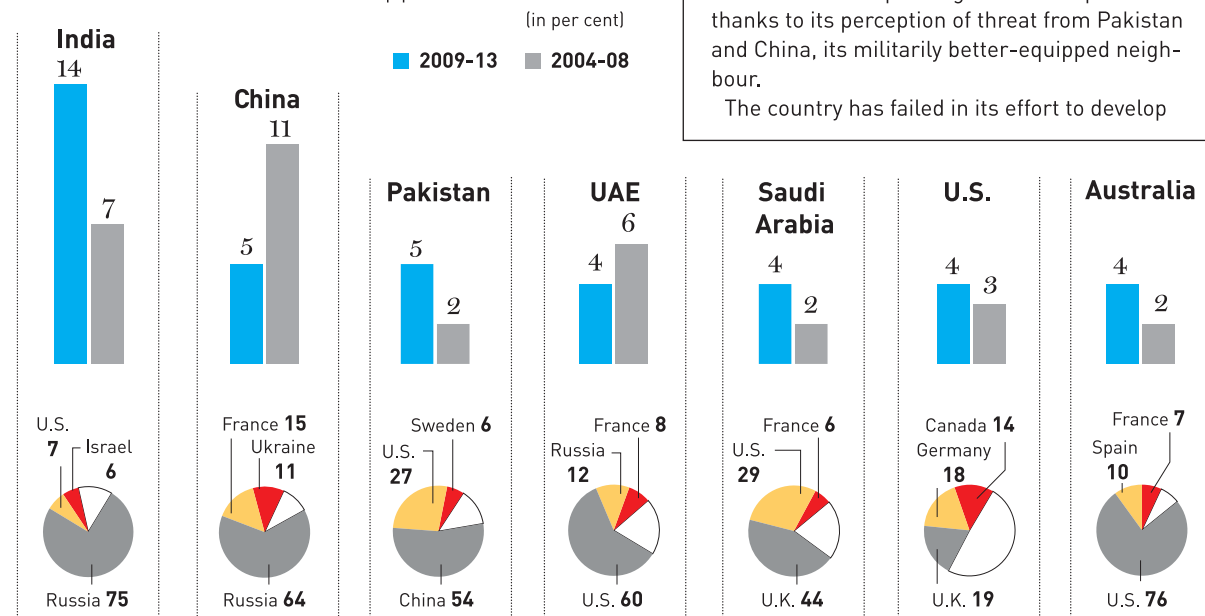 (in per cent)
2009-13 2004-08
thanks to its perception of threat from Pakistan
and China, its militarily better-equipped neigh-
bour.
The country has failed in its effort to develop
India
14
7
China
11
5
Pakistan
5
2
UAE
6
4
Saudi
Arabia
4
2
U.S.
4
3
Australia
4
2
U.S.
7
Israel
6
Russia 75
France 15
Ukraine
11
Russia 64
Sweden 6
U.S.
27
China 54
France 8
Russia
12
U.S. 60
France 6
U.S.
29
U.K. 44
Canada 14
Germany
18
U.K. 19
France 7
Spain
10
U.S. 76